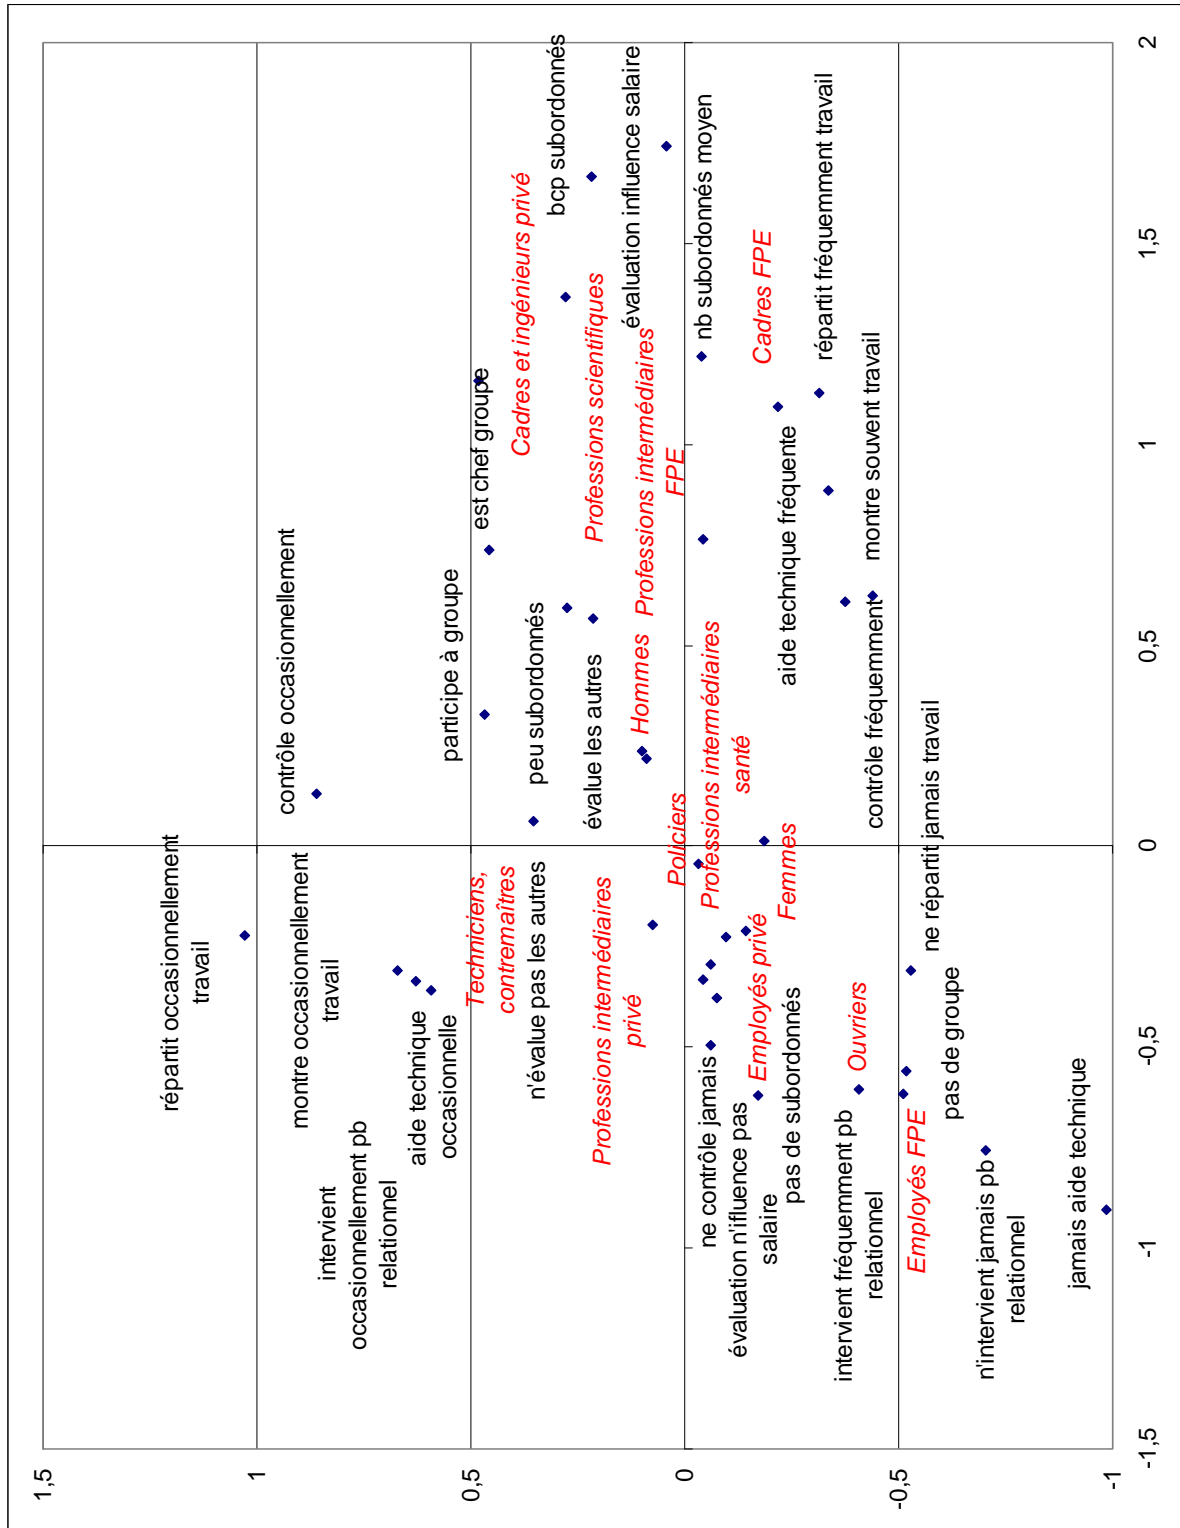 1,5
1
0,5
0
-0,5
-1
-1,5
-1
-0,5
0
0,5
1
1,5
2
répartit occasionnellement
travail
contrôle occasionnellement
montre occasionnellement
travail
intervient
occasionnellement pb
relationnel
aide technique
occasionnelle
participe à groupe
est chef groupe
Techniciens,
contremaîtres
Cadres et ingénieurs privé
n'évalue pas les autres
peu subordonnés
bcp subordonnés
Professions intermédiaires
privé
évalue les autres
Professions scientifiques
évaluation influence salaire
Hommes
Professions intermédiaires
FPE
Policiers
nb subordonnés moyen
ne contrôle jamais
Professions intermédiaires
santé
évaluation n'ifluence pas
salaire
Employés privé
Cadres FPE
pas de subordonnés
Femmes
aide technique fréquente
répartit fréquemment travail
intervient fréquemment pb
relationnel
Ouvriers
contrôle fréquemment
montre souvent travail
Employés FPE
ne répartit jamais travail
pas de groupe
n'intervient jamais pb
relationnel
jamais aide technique